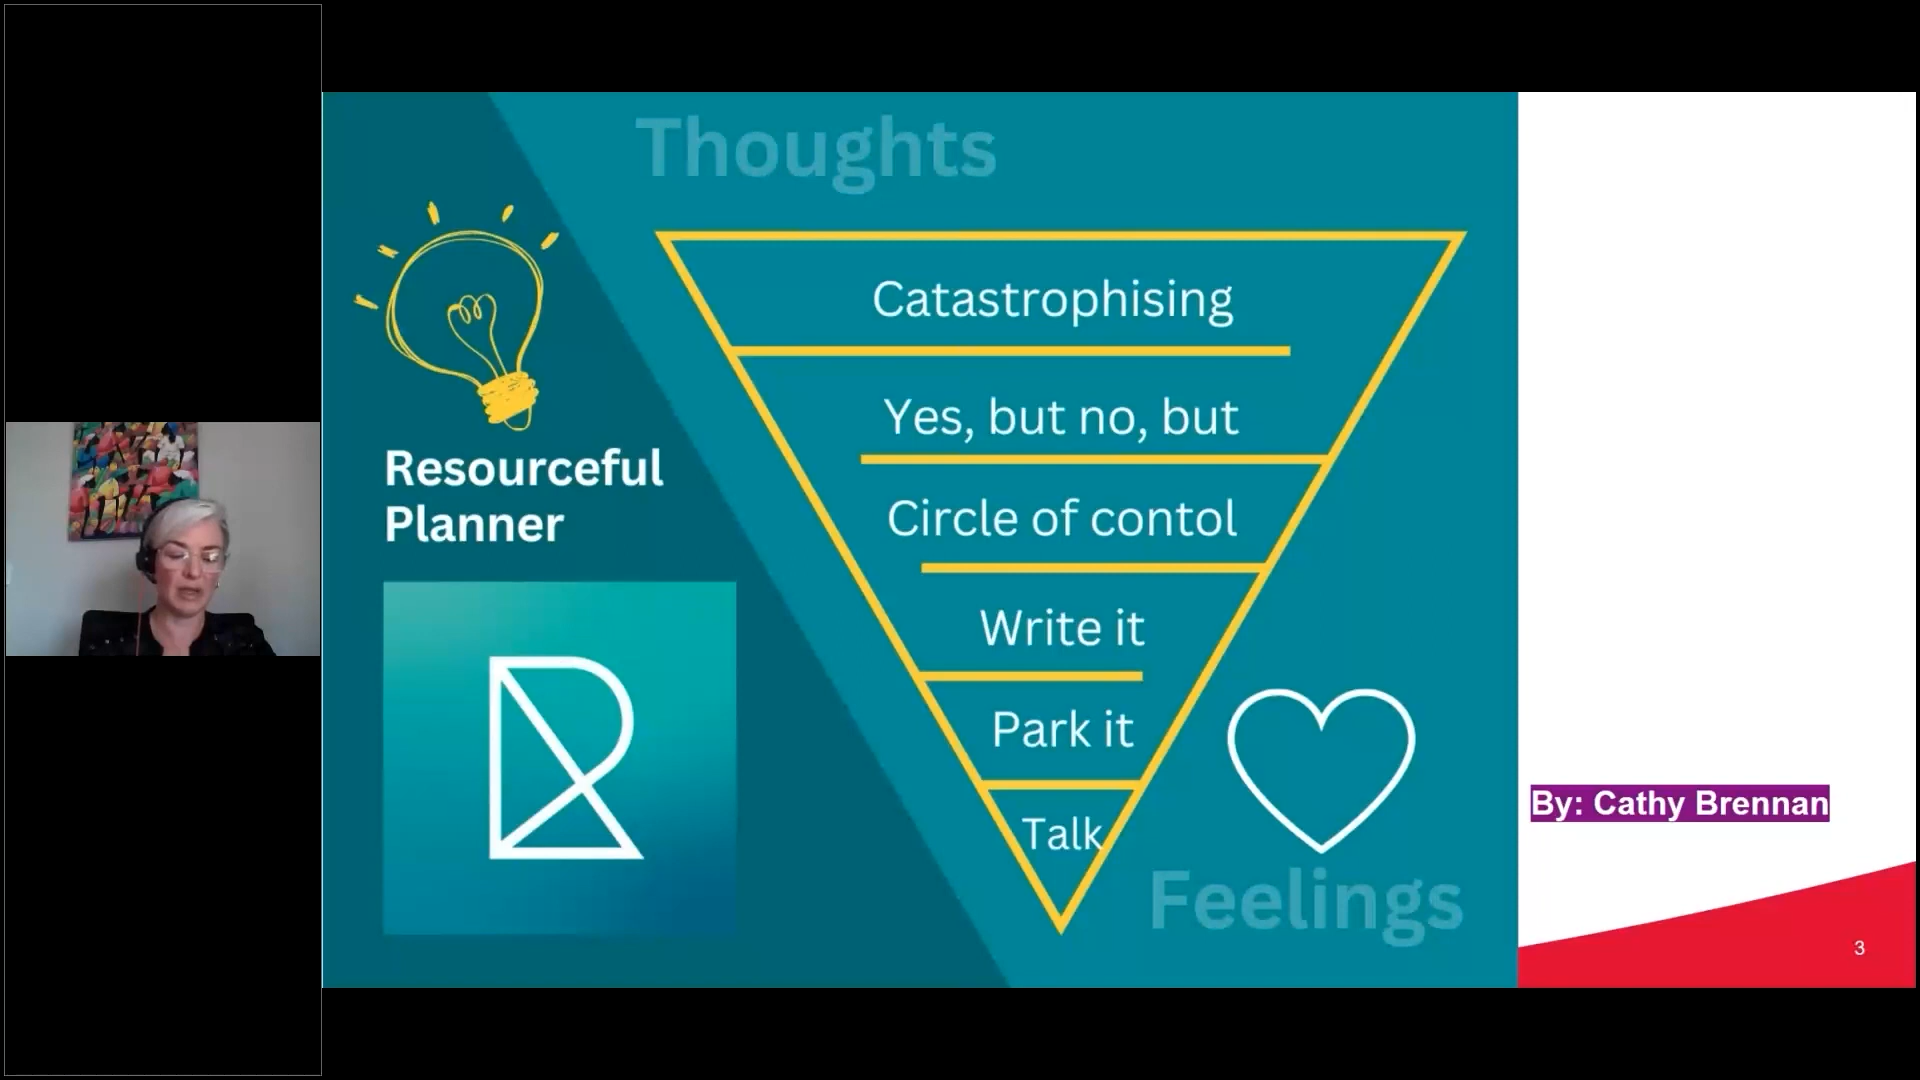 Thoughts
Catastrophising
Yes, but no, but
Circle of contol
Write it
Park it
Talk
Feelings
Resourceful
Planner
By: Cathy Brennan
3